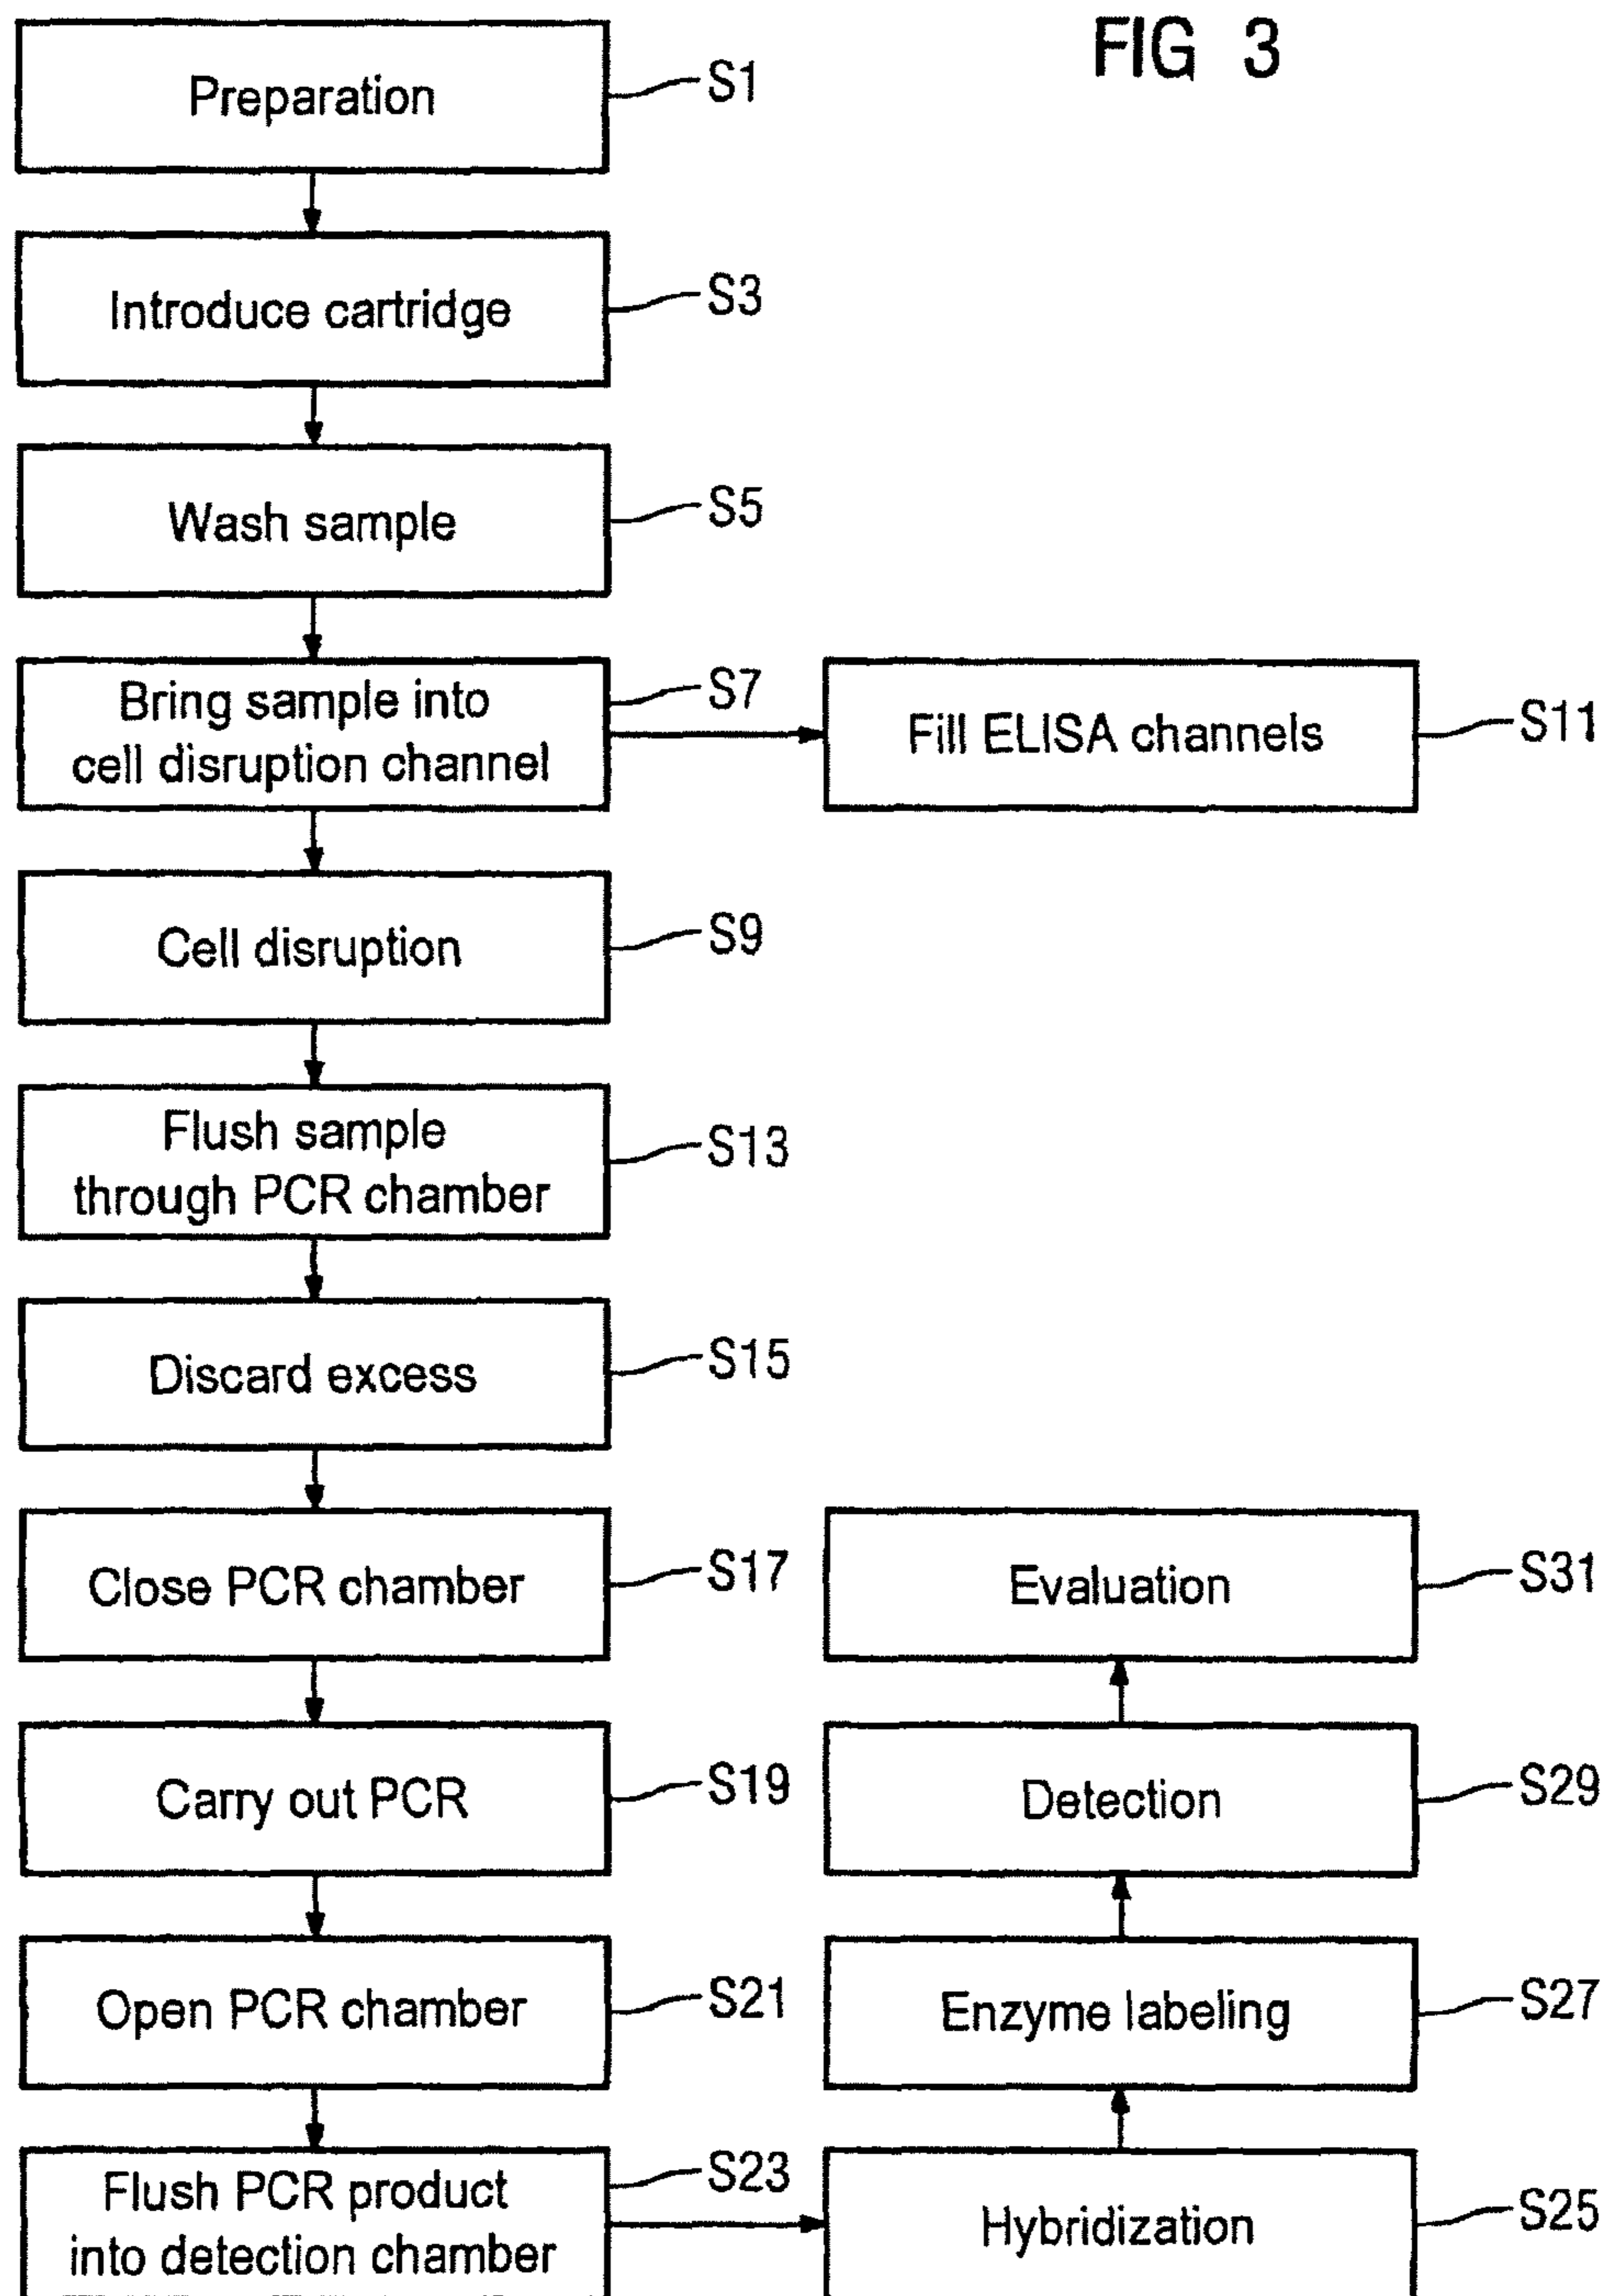 FIG 3
Preparation
S1
Introduce cartridge
S3
Wash sample
S5
Bring sample into
cell disruption channel
S7
Fill ELISA channels
S11
Cell disruption
S9
Flush sample
through PCR chamber
S13
Discard excess
S15
Close PCR chamber
S17
Evaluation
S31
Carry out PCR
S19
Detection
S29
Open PCR chamber
S21
Enzyme labeling
S27
Flush PCR product
into detection chamber
S23
Hybridization
S25